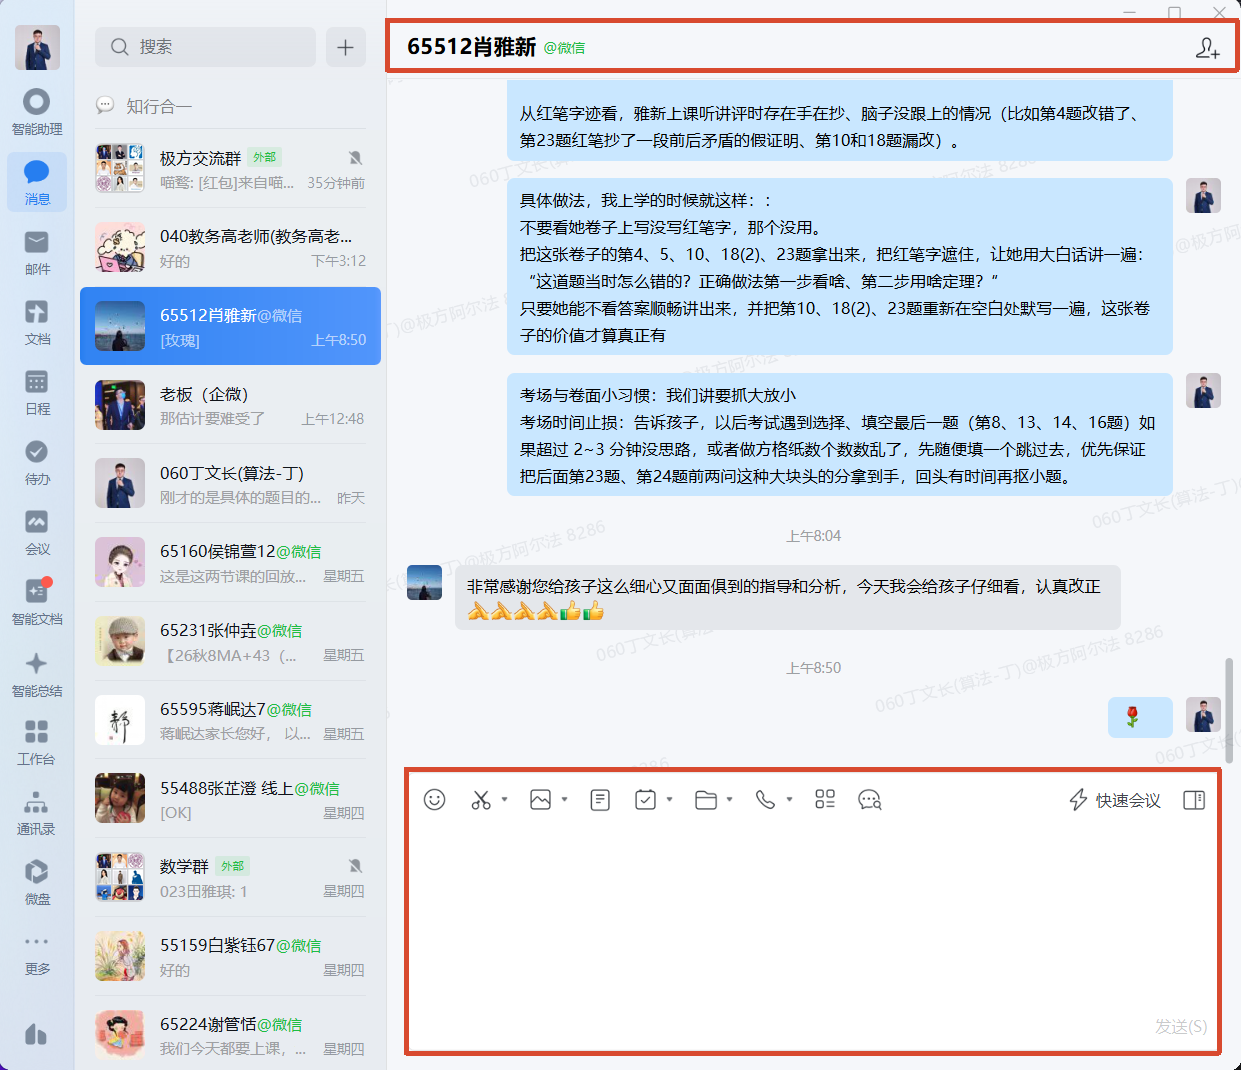 搜索
知行合一
智能助理
消息
邮件
文档
日程
待办
会议
智能文档
智能总结
工作台
通讯录
微盘
更多
极方交流群 外部
喵骛: [红包]来自喵... 35分钟前
040教务高老师(教务高老...
好的 下午3:12
65512肖雅新@微信
[玫瑰] 上午8:50
老板（企微）
那估计要难受了 上午12:48
060丁文长(算法-丁)
刚才的是具体的题目的... 昨天
65160侯锦萱12@微信
这是这两节课的回放... 星期五
65231张仲垚@微信
【26秋8MA+43（... 星期五
65595蒋岷达7@微信
蒋岷达家长您好， 以... 星期五
55488张芷澄 线上@微信
[OK] 星期四
数学群 外部
023田雅琪: 1 星期四
55159白紫钰67@微信
好的 星期四
65224谢管恬@微信
我们今天都要上课，... 星期四
65512肖雅新 @微信
从红笔字迹看，雅新上课听讲评时存在手在抄、脑子没跟上的情况（比如第4题改错了、
第23题红笔抄了一段前后矛盾的假证明、第10和18题漏改）。
具体做法，我上学的时候就这样：:
不要看她卷子上写没写红笔字，那个没用。
把这张卷子的第4、5、10、18(2)、23题拿出来，把红笔字遮住，让她用大白话讲一遍：
“这道题当时怎么错的？正确做法第一步看啥、第二步用啥定理？“
只要她能不看答案顺畅讲出来，并把第10、18(2)、23题重新在空白处默写一遍，这张卷
子的价值才算真正有
考场与卷面小习惯：我们讲要抓大放小
考场时间止损：告诉孩子，以后考试遇到选择、填空最后一题（第8、13、14、16题）如
果超过 2~3 分钟没思路，或者做方格纸数个数数乱了，先随便填一个跳过去，优先保证
把后面第23题、第24题前两问这种大块头的分拿到手，回头有时间再抠小题。
上午8:04
非常感谢您给孩子这么细心又面面俱到的指导和分析，今天我会给孩子仔细看，认真改正
上午8:50
快速会议
发送(S)
060丁文长(算法-丁)@极方阿尔法 8286